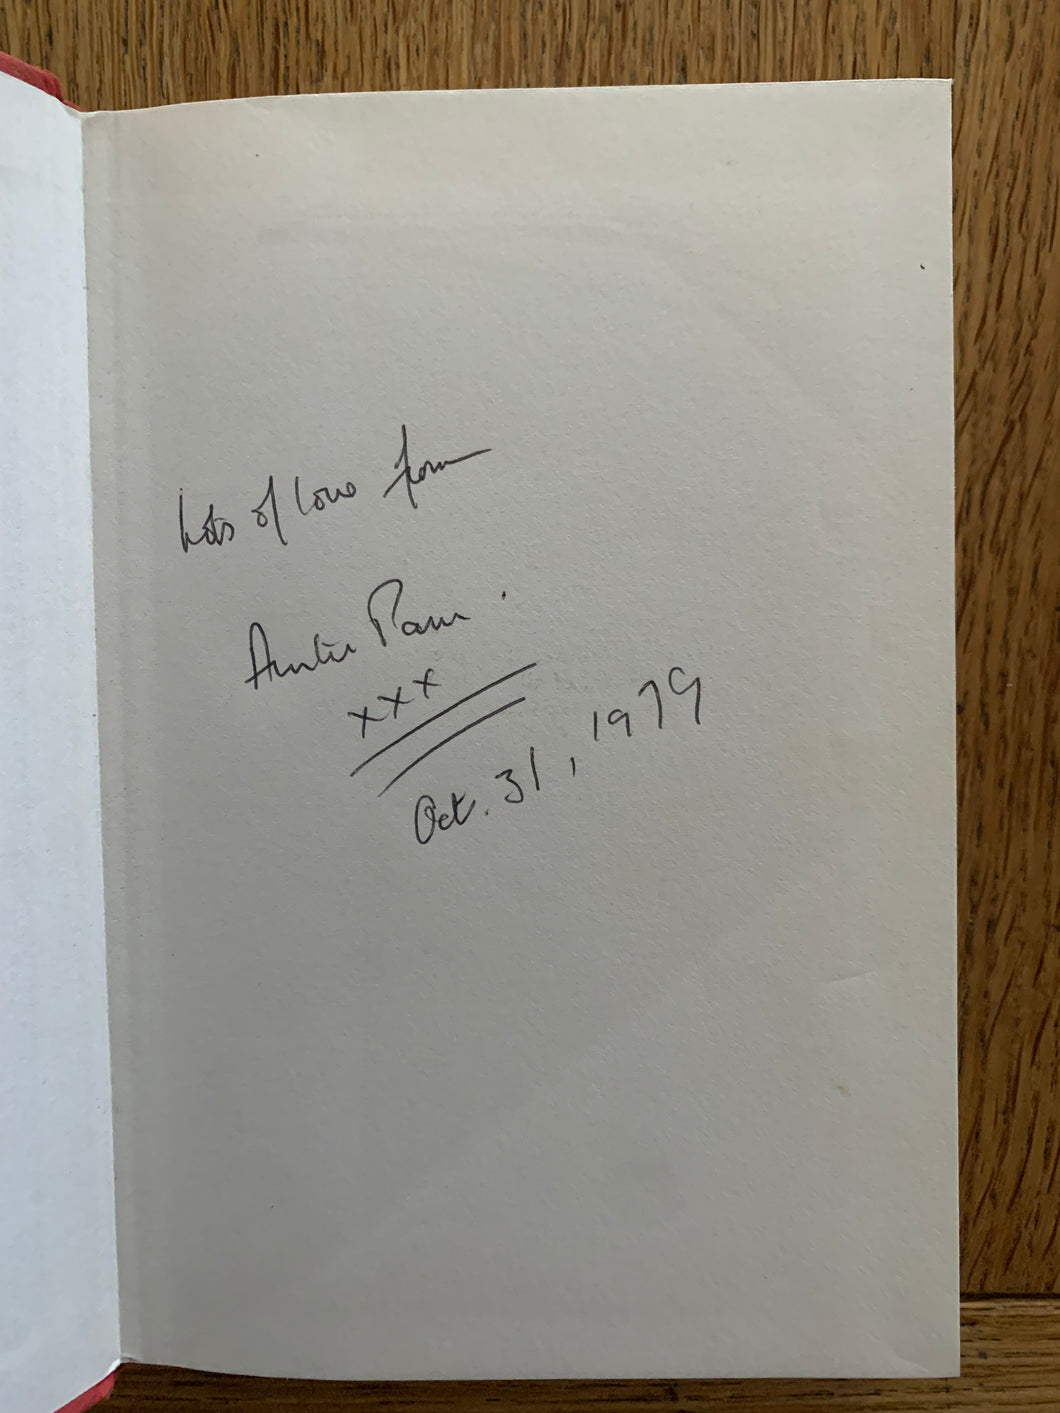 Lots of love from
Auntie Pam.
xxx
Oct. 31, 1979